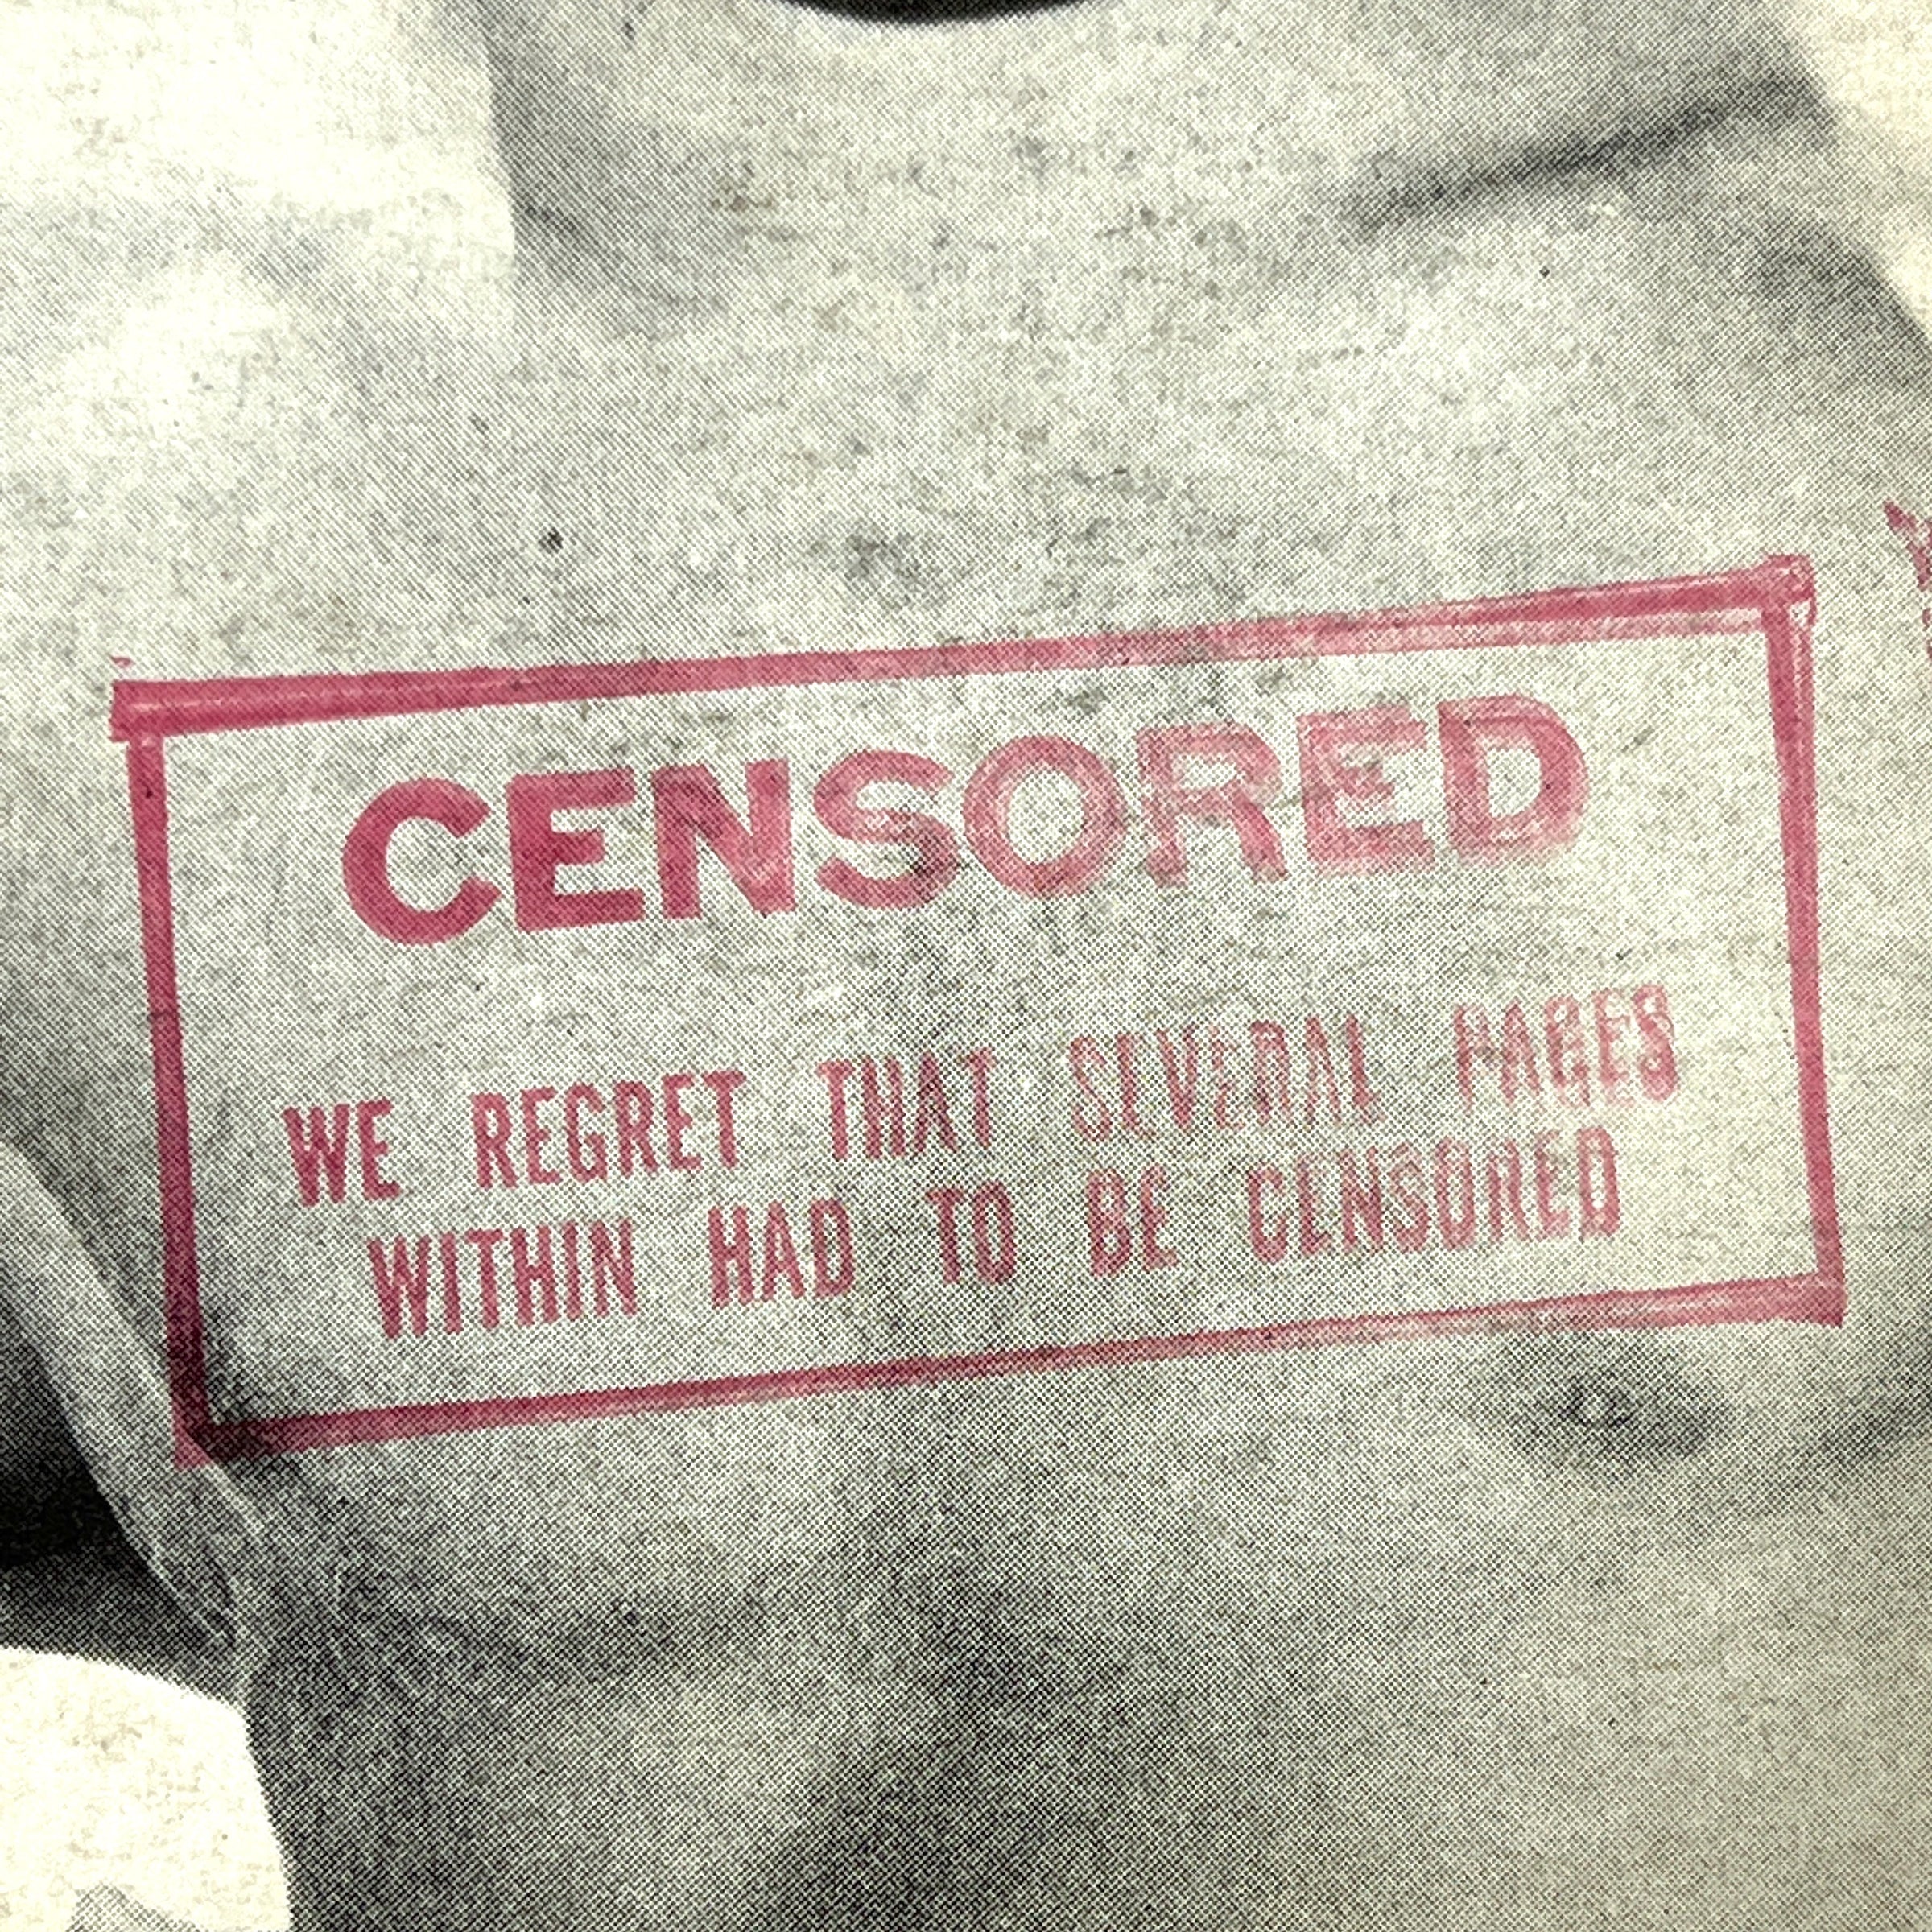 CENSORED
WE REGRET THAT SEVERAL PAGES
WITHIN HAD TO BE CENSORED